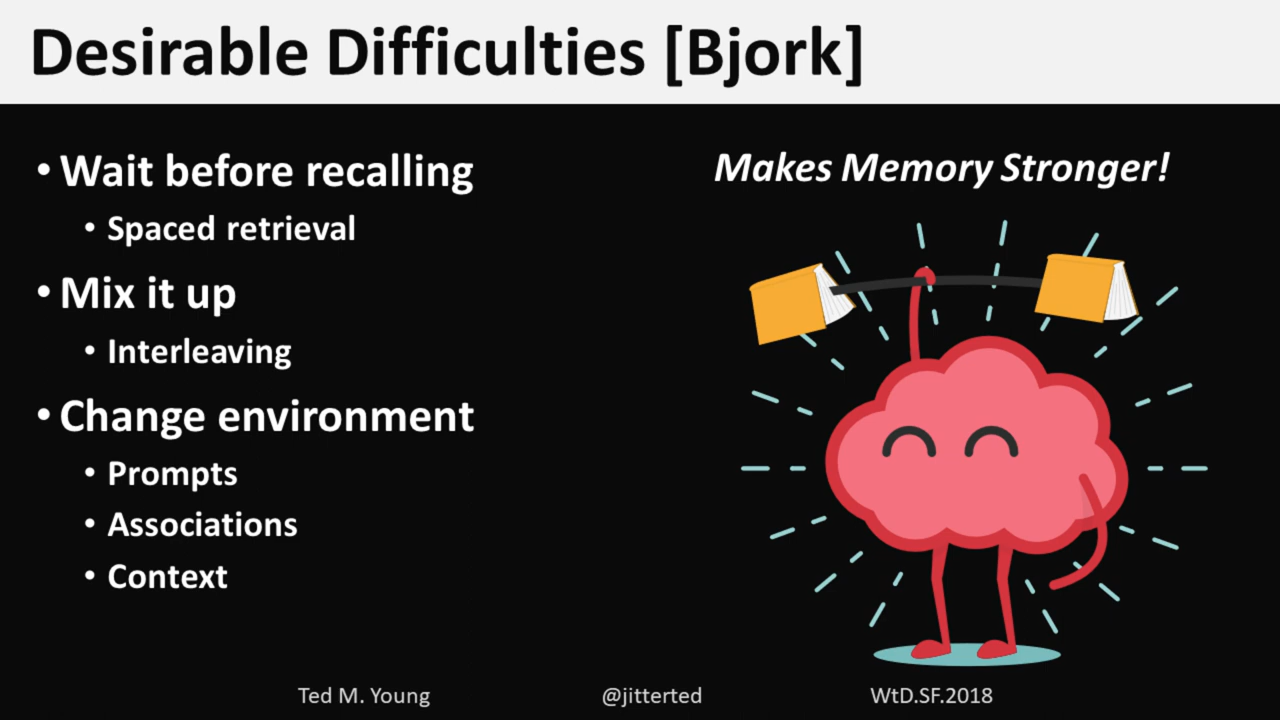 Desirable Difficulties [Bjork]
• Wait before recalling
• Spaced retrieval
• Mix it up
• Interleaving
• Change environment
• Prompts
• Associations
• Context
Makes Memory Stronger!
Ted M. Young @jitterted WtD.SF.2018